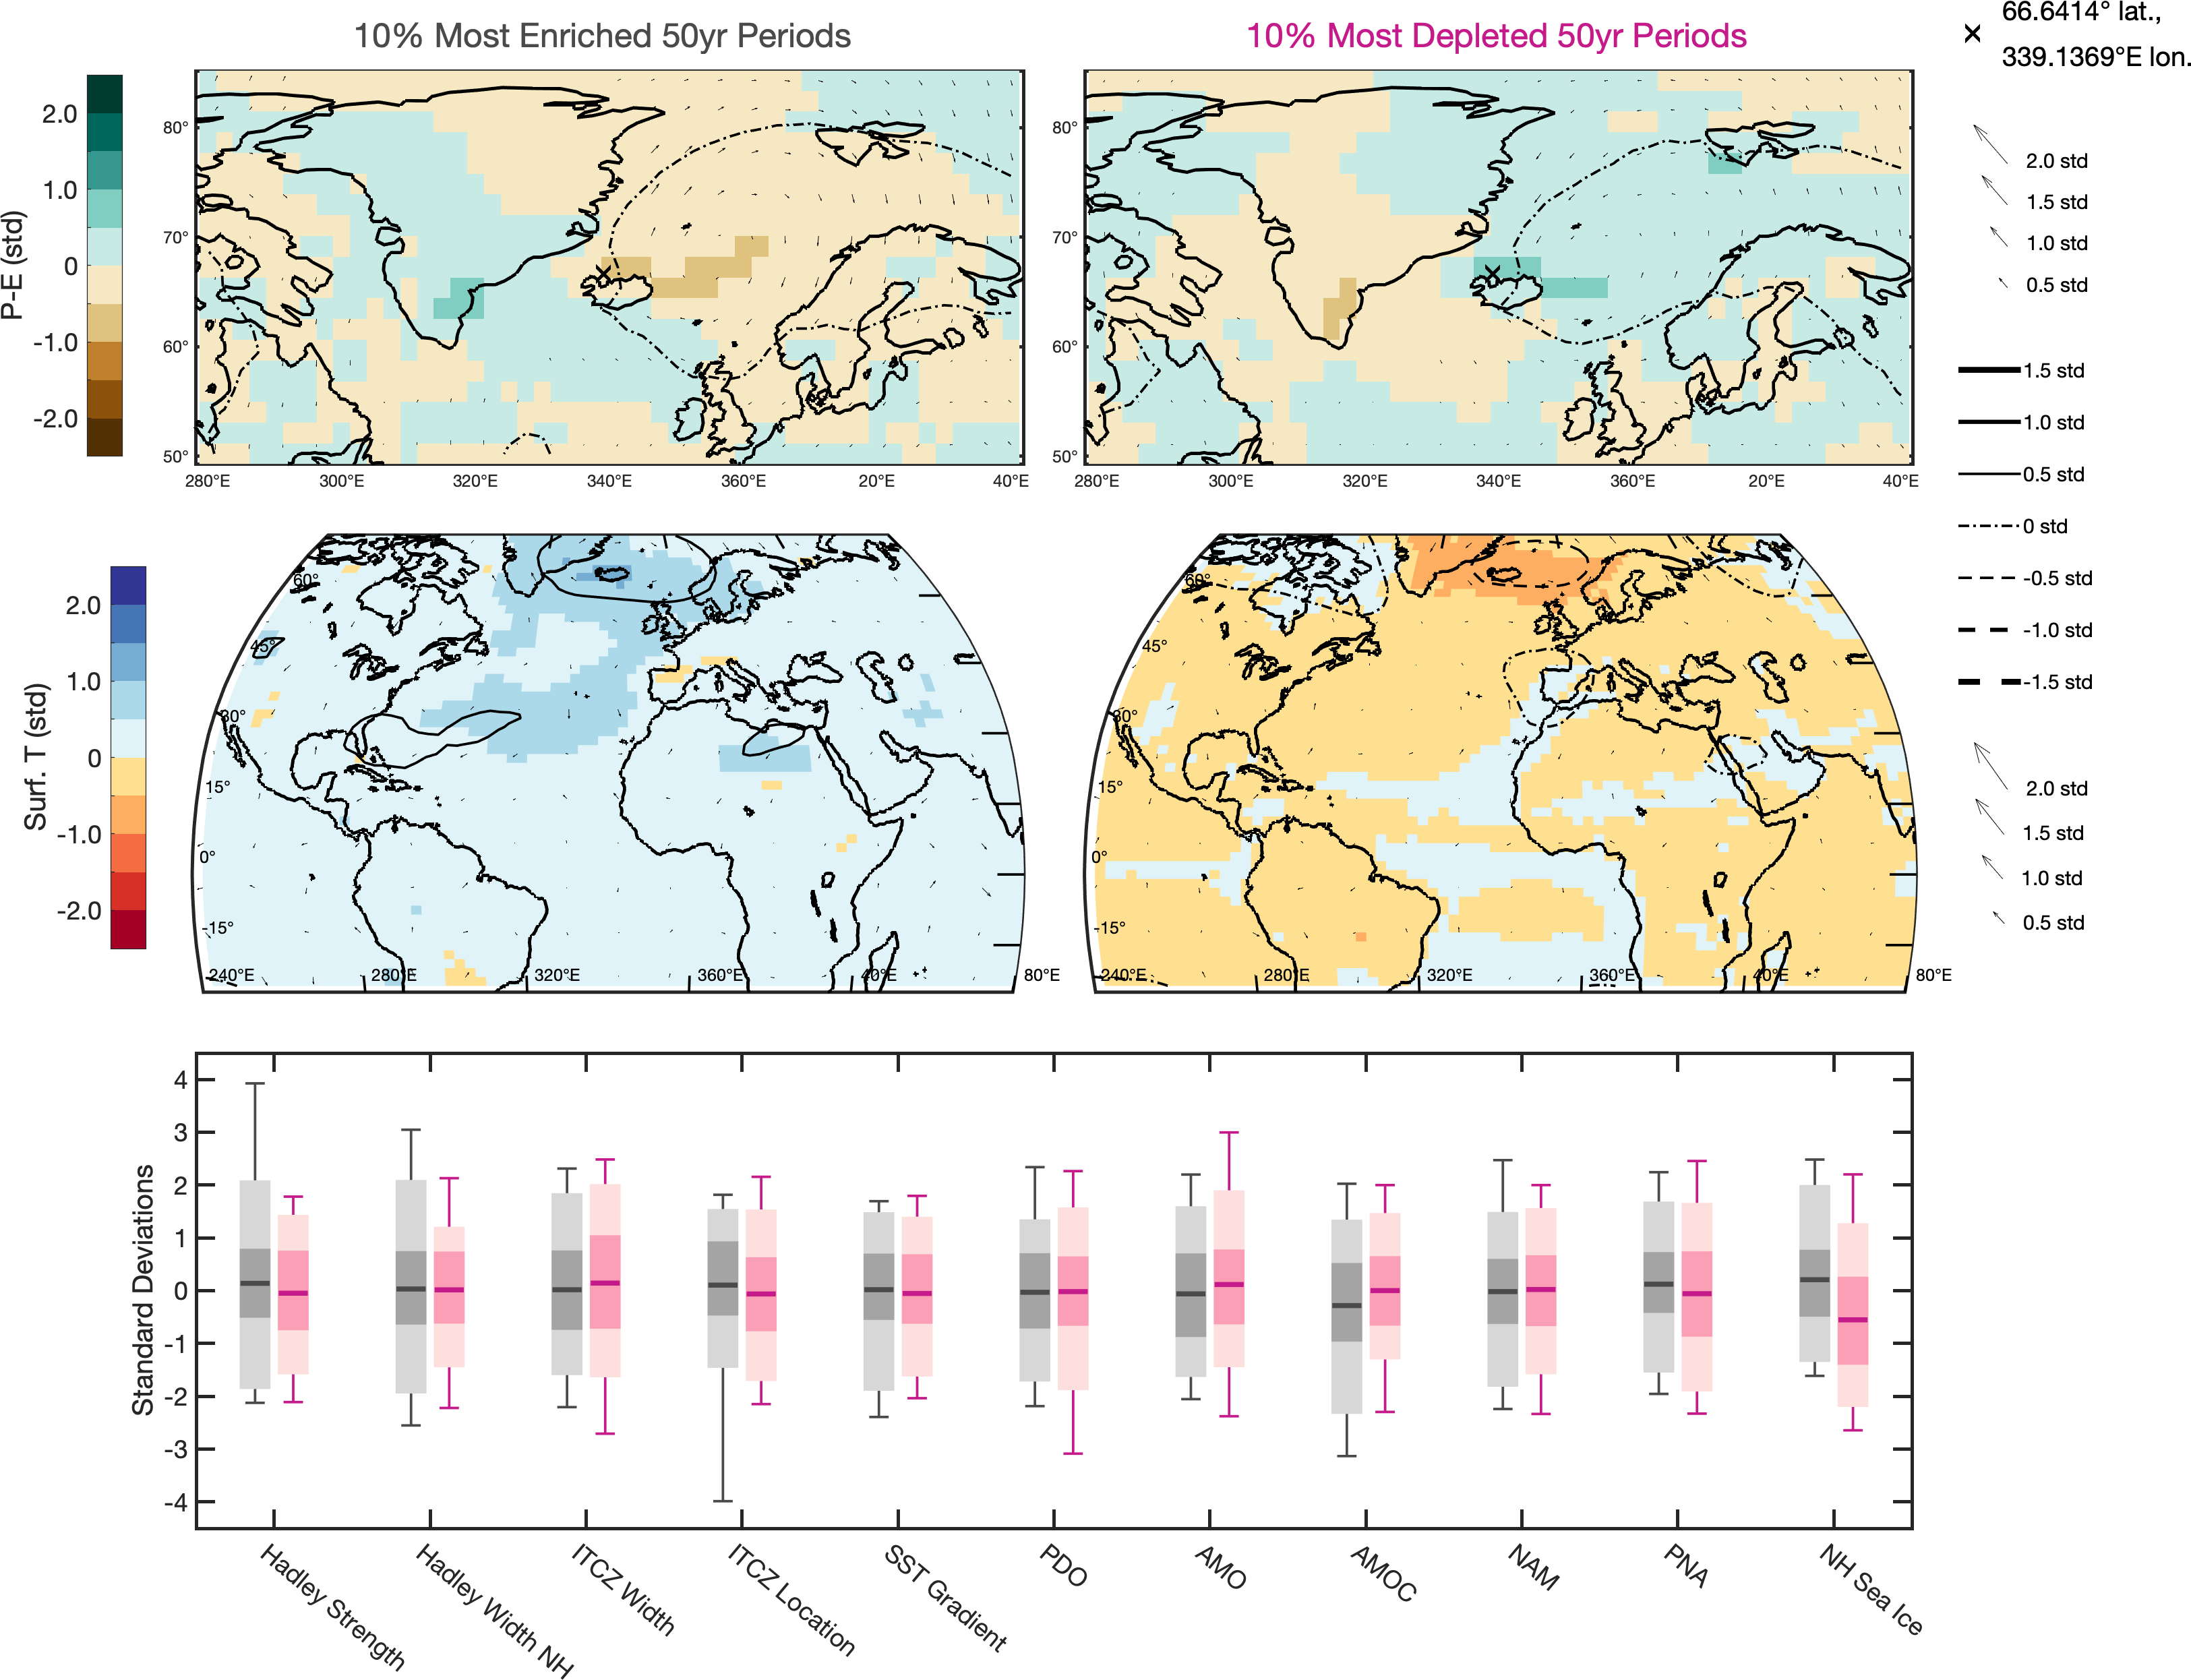 10% Most Enriched 50yr Periods
10% Most Depleted 50yr Periods
66.6414° lat.,
339.1369°E lon.
P-E (std)
2.0
1.0
0
-1.0
-2.0
80°
70°
60°
50°
280°E 300°E 320°E 340°E 360°E 20°E 40°E
80°
70°
60°
50°
280°E 300°E 320°E 340°E 360°E 20°E 40°E
2.0 std
1.5 std
1.0 std
0.5 std
1.5 std
1.0 std
0.5 std
0 std
-0.5 std
-1.0 std
-1.5 std
Surf. T (std)
2.0
1.0
0
-1.0
-2.0
60°
45°
30°
15°
0°
-15°
240°E 280°E 320°E 360°E 40°E 80°E
60°
45°
30°
15°
0°
-15°
240°E 280°E 320°E 360°E 40°E 80°E
2.0 std
1.5 std
1.0 std
0.5 std
Standard Deviations
4
3
2
1
0
-1
-2
-3
-4
Hadley Strength
Hadley Width NH
ITCZ Width
ITCZ Location
SST Gradient
PDO
AMO
AMOC
NAM
PNA
NH Sea Ice